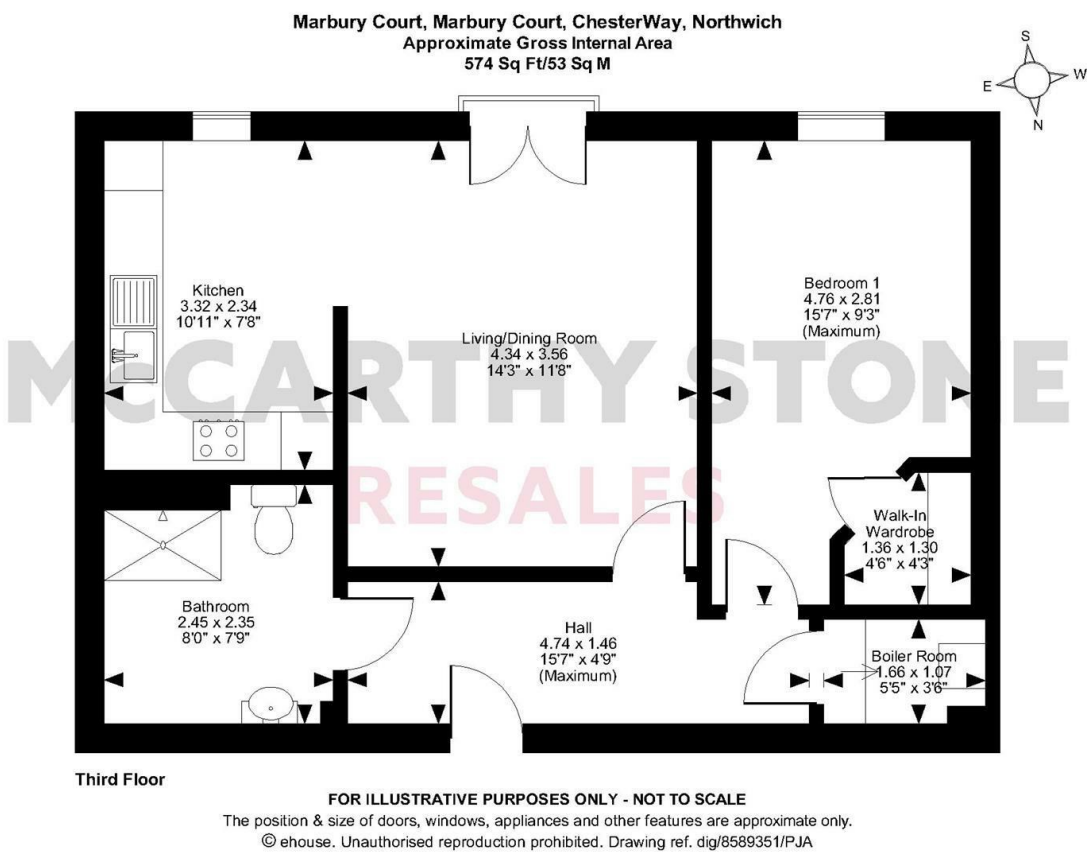 Marbury Court, Marbury Court, ChesterWay, Northwich
Approximate Gross Internal Area
574 Sq Ft/53 Sq M
S
E
W
N
Kitchen
3.32 x 2.34
10'11" x 7'8"
Living/Dining Room
4.34 x 3.56
14'3" x 11'8"
Bedroom 1
4.76 x 2.81
15'7" x 9'3"
(Maximum)
MCCARTHY STONE
RESALES
Walk-In
Wardrobe
1.36 x 1.30
4'6" x 4'3"
Bathroom
2.45 x 2.35
8'0" x 7'9"
Hall
4.74 x 1.46
15'7" x 4'9"
(Maximum)
Boiler Room
1.66 x 1.07
5'5" x 3'6"
Third Floor
FOR ILLUSTRATIVE PURPOSES ONLY - NOT TO SCALE
The position & size of doors, windows, appliances and other features are approximate only.
© ehouse. Unauthorised reproduction prohibited. Drawing ref. dig/8589351/PJA